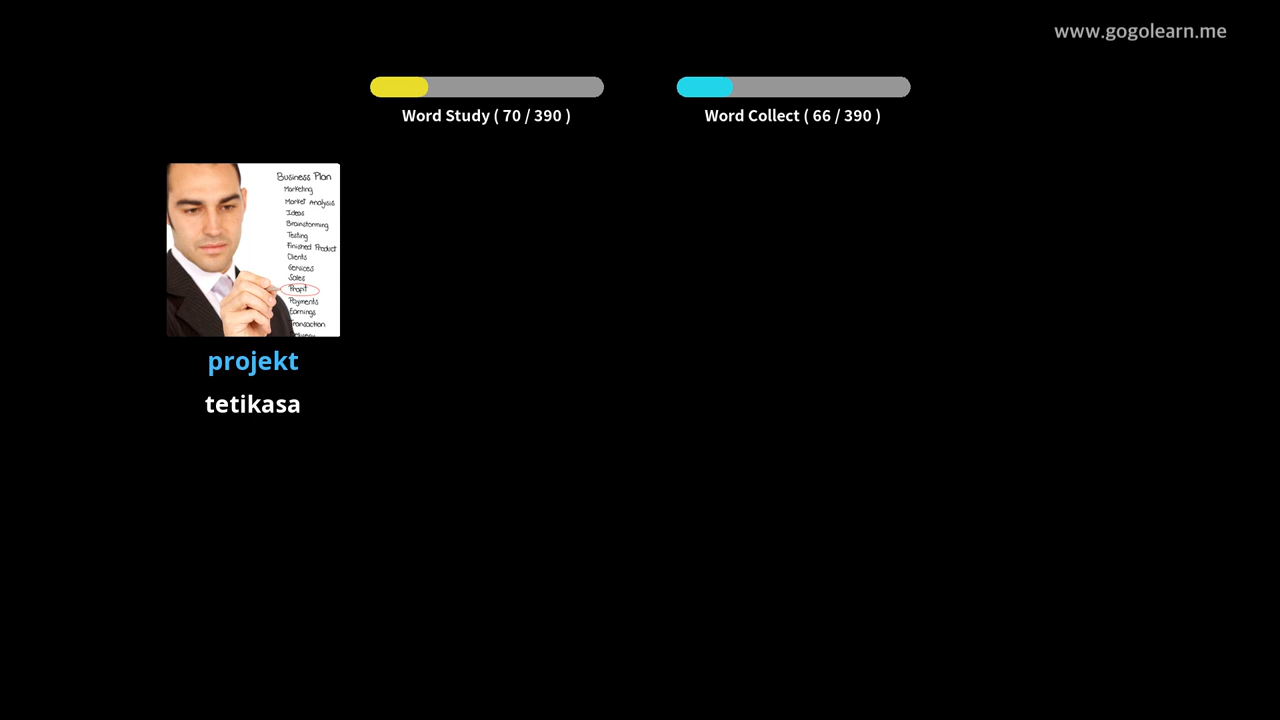 www.gogolearn.me
Word Study ( 70 / 390 )
Word Collect ( 66 / 390 )
Business Plan
Marketing
Market Analysis
Ideas
Brainstorming
Testing
Finished Product
Clients
Services
Sales
Profit
Payments
Earnings
Transaction
Delivery
projekt
tetikasa